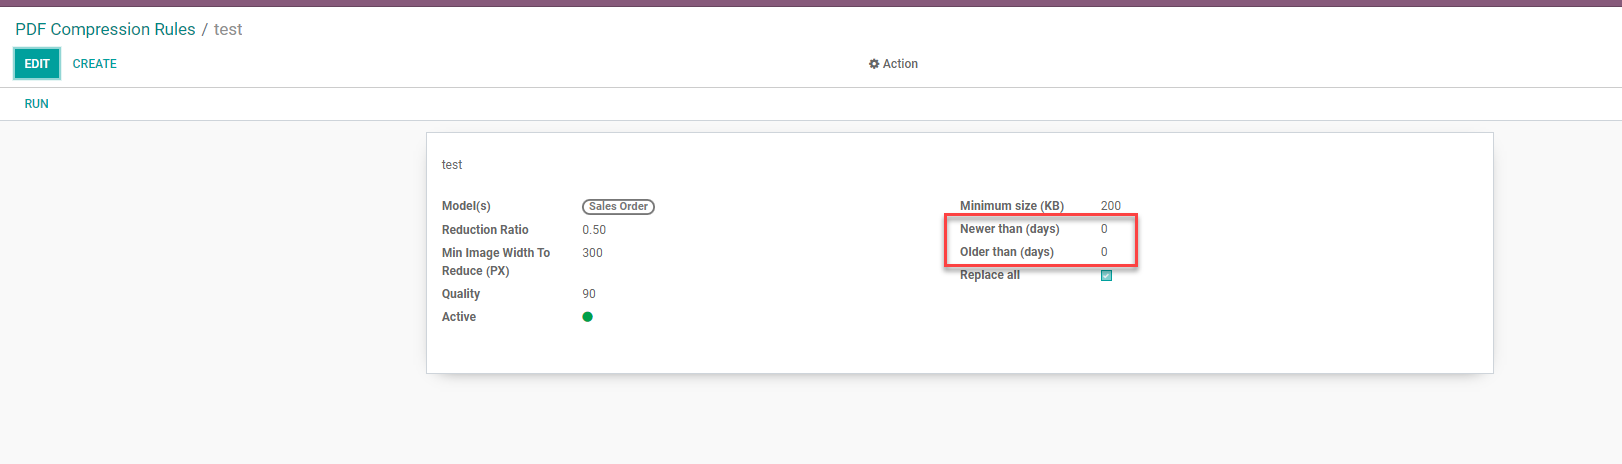 PDF Compression Rules / test
EDIT CREATE
Action
RUN
test
Model(s) Sales Order
Reduction Ratio 0.50
Min Image Width To
Reduce (PX) 300
Quality 90
Active
Minimum size (KB) 200
Newer than (days) 0
Older than (days) 0
Replace all